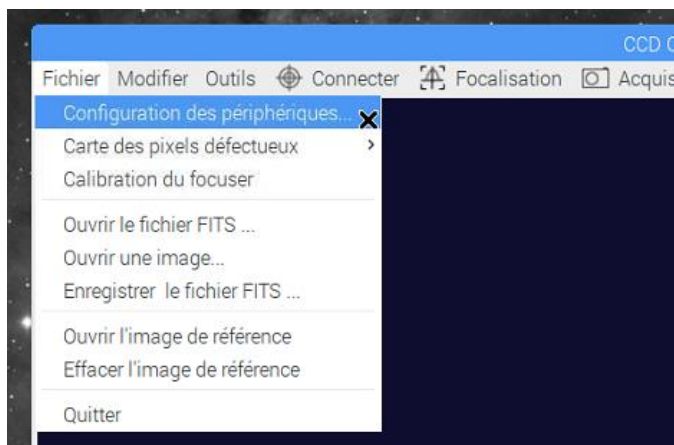 CCD
Fichier Modifier Outils Connecter Focalisation
Configuration des périphériques...
Carte des pixels défectueux
Calibration du focuser
Ouvrir le fichier FITS ...
Ouvrir une image...
Enregistrer le fichier FITS ...
Ouvrir l'image de référence
Effacer l'image de référence
Quitter